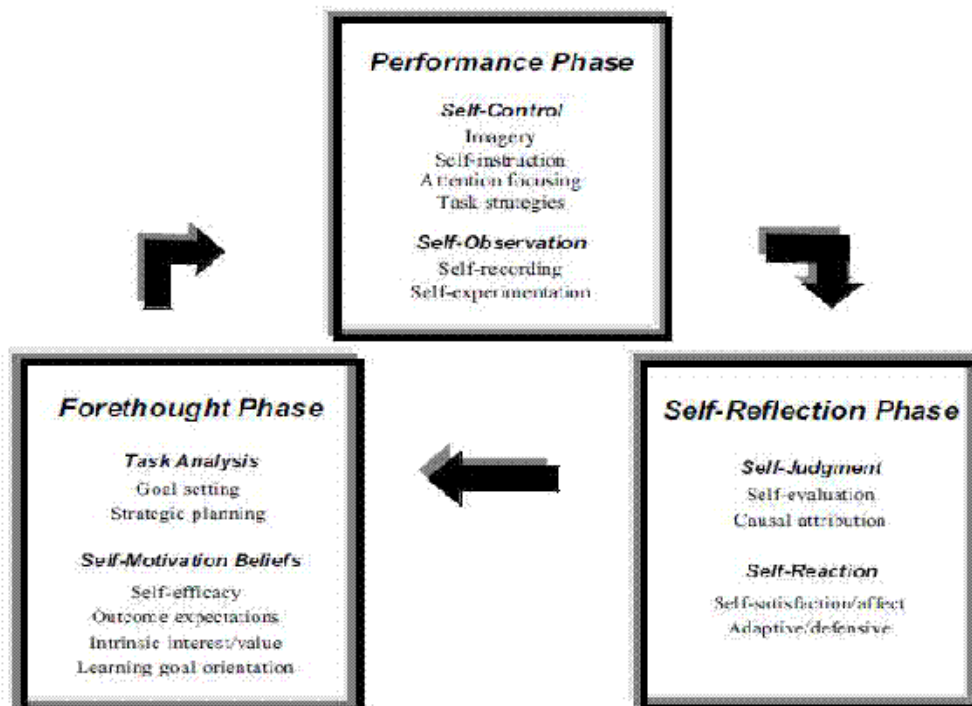 Performance Phase
Self-Control
Imagery
Self-instruction
Attention focusing
Task strategies
Self-Observation
Self-recording
Self-experimentation
Forethought Phase
Task Analysis
Goal setting
Strategic planning
Self-Motivation Beliefs
Self-efficacy
Outcome expectations
Intrinsic interest/value
Learning goal orientation
Self-Reflection Phase
Self-Judgment
Self-evaluation
Causal attribution
Self-Reaction
Self-satisfaction/affect
Adaptive/defensive